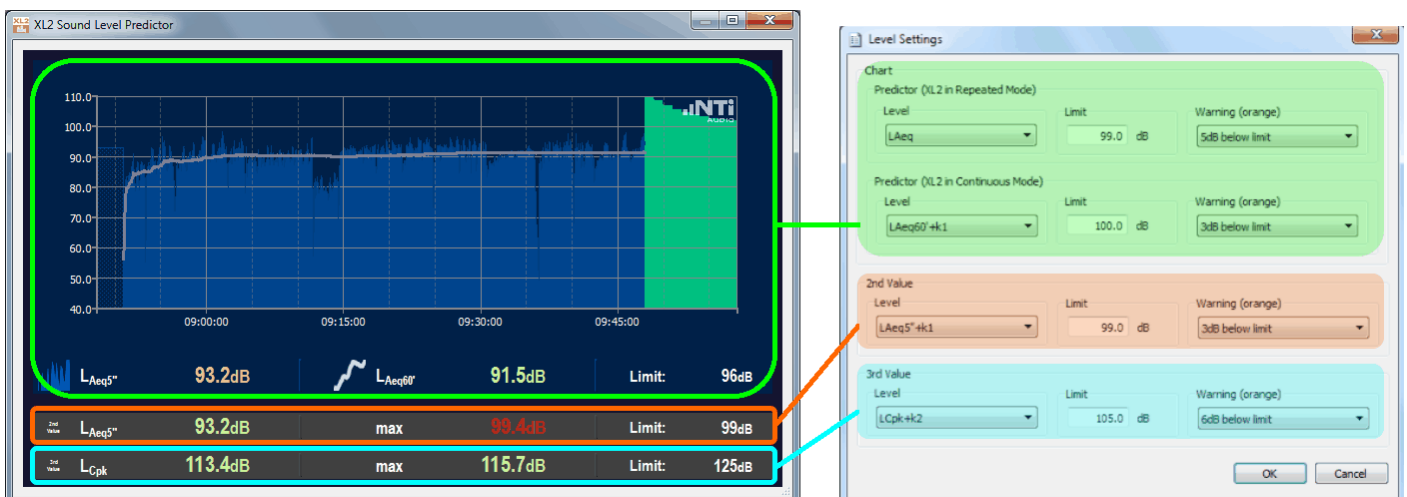 XL2 Sound Level Predictor
110.0
100.0
90.0
80.0
70.0
60.0
50.0
40.0
NTi
AUDIO
09:00:00 09:15:00 09:30:00 09:45:00
LAeq5" 93.2dB LAeq60' 91.5dB Limit: 96dB
2nd Value LAeq5" 93.2dB max 99.4dB Limit: 99dB
3rd Value LCpk 113.4dB max 115.7dB Limit: 125dB
Level Settings
Chart
Predictor (XL2 in Repeated Mode)
Level Limit Warning (orange)
LAeq 99.0 dB 5dB below limit
Predictor (XL2 in Continuous Mode)
Level Limit Warning (orange)
LAeq60'+k1 100.0 dB 3dB below limit
2nd Value
Level Limit Warning (orange)
LAeq5"+k1 99.0 dB 3dB below limit
3rd Value
Level Limit Warning (orange)
LCpk+k2 105.0 dB 6dB below limit
OK Cancel